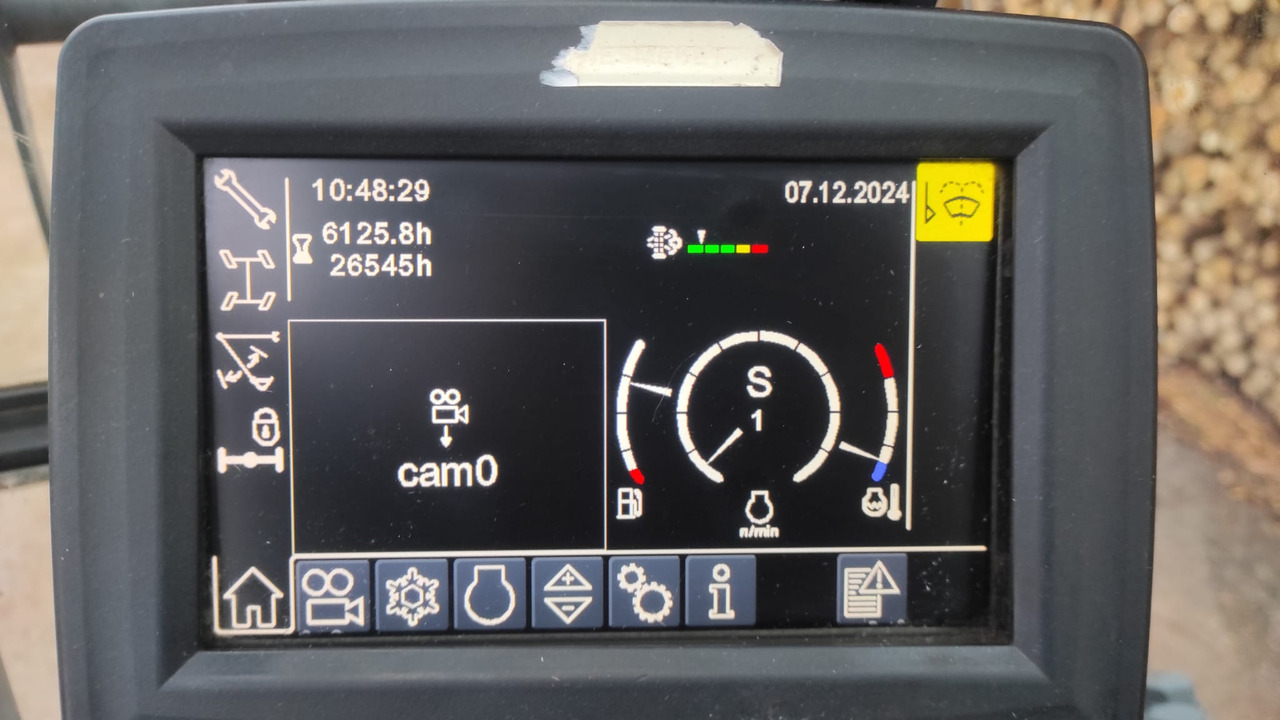 10:48:29
07.12.2024
6125.8h
26545h
S
1
cam0
n/min